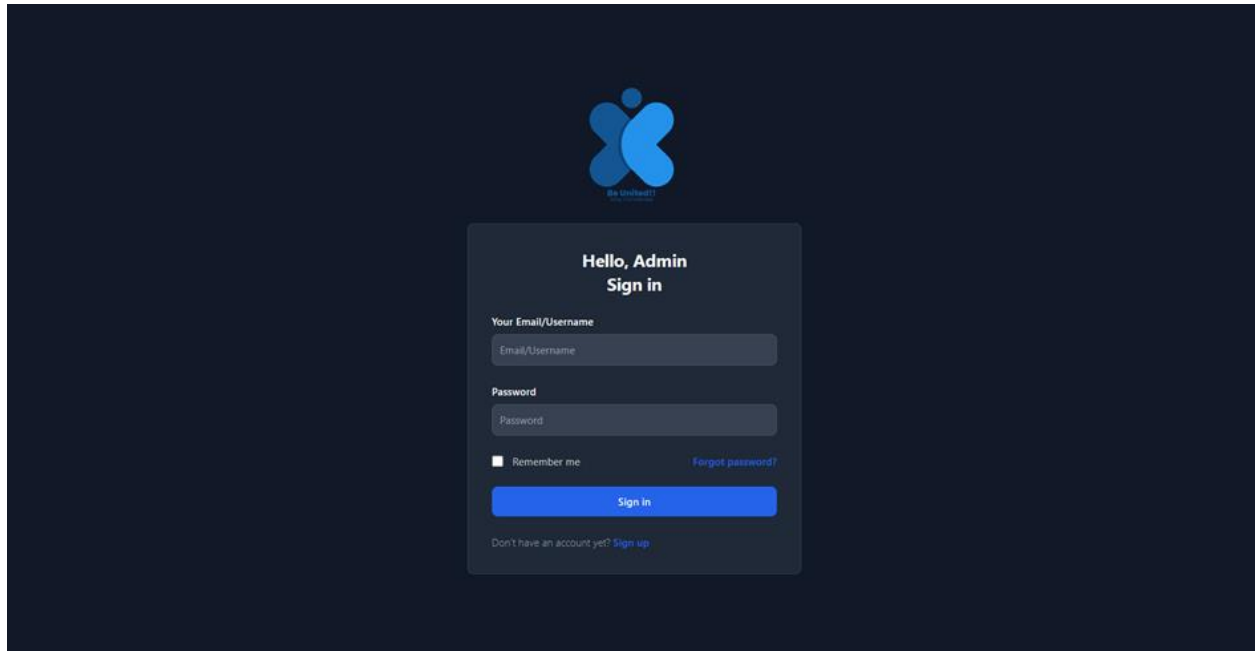 Be United!!
Hello, Admin
Sign in
Your Email/Username
Email/Username
Password
Password
Remember me
Forgot password?
Sign in
Don't have an account yet? Sign up